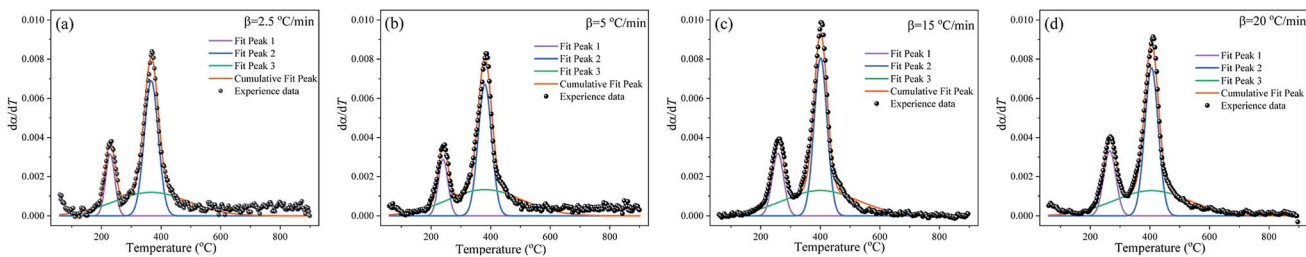 (a)
β=2.5 °C/min
Fit Peak 1
Fit Peak 2
Fit Peak 3
Cumulative Fit Peak
Experience data
0.010
0.008
0.006
0.004
0.002
0.000
dα/dT
200
400
600
800
Temperature (°C)
(b)
β=5 °C/min
Fit Peak 1
Fit Peak 2
Fit Peak 3
Cumulative Fit Peak
Experience data
0.010
0.008
0.006
0.004
0.002
0.000
dα/dT
200
400
600
800
Temperature (°C)
(c)
β=15 °C/min
Fit Peak 1
Fit Peak 2
Fit Peak 3
Cumulative Fit Peak
Experience data
0.010
0.008
0.006
0.004
0.002
0.000
dα/dT
0
200
400
600
800
Temperature (°C)
(d)
β=20 °C/min
Fit Peak 1
Fit Peak 2
Fit Peak 3
Cumulative Fit Peak
Experience data
0.010
0.008
0.006
0.004
0.002
0.000
dα/dT
200
400
600
800
Temperature (°C)